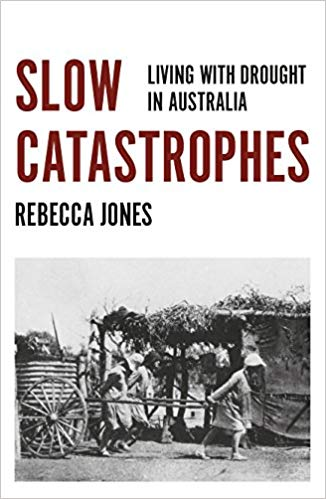 SLOW
LIVING WITH DROUGHT
IN AUSTRALIA
CATASTROPHES
REBECCA JONES